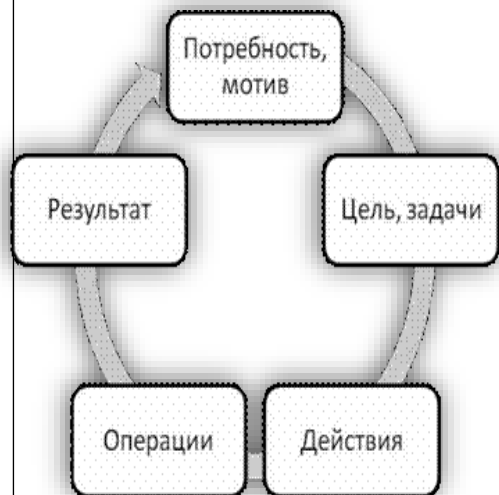 Потребность,
мотив
Цель, задачи
Действия
Операции
Результат